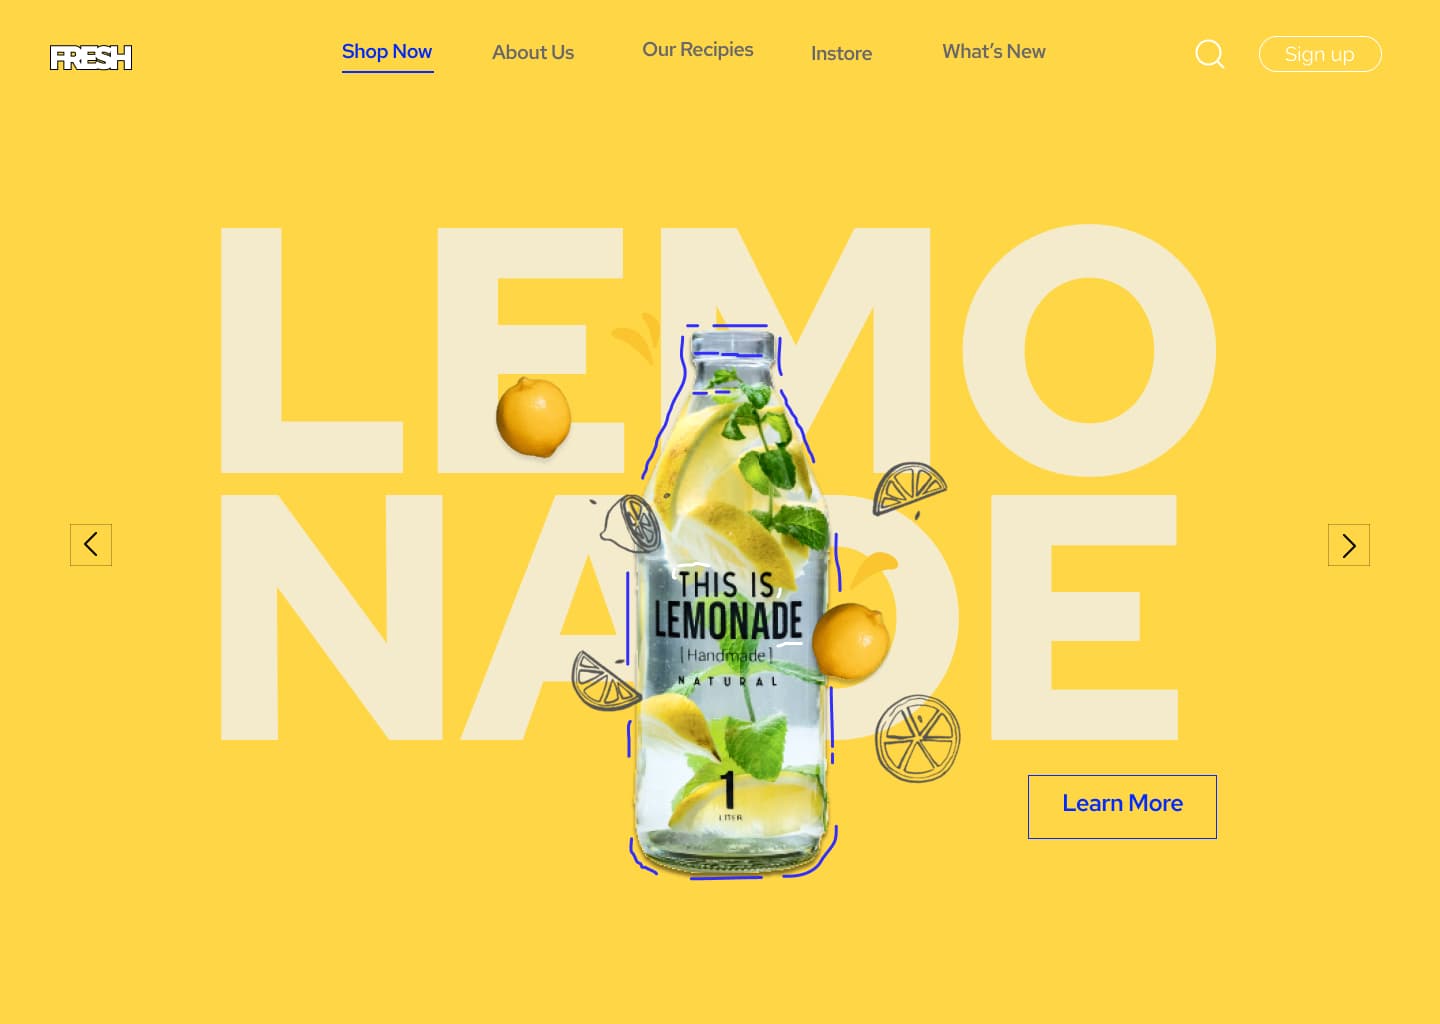 FRESH
Shop Now
About Us
Our Recipies
Instore
What's New
Sign up
LEMO
NADE
THIS IS
LEMONADE
[Handmade]
NATURAL
1
LITER
Learn More